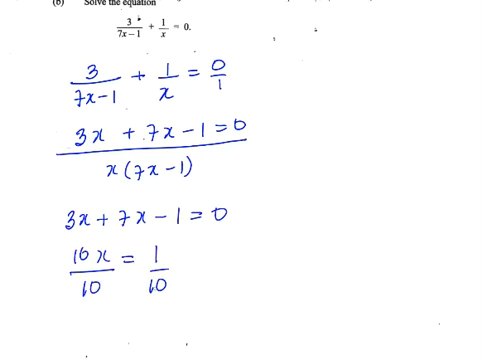 (b) Solve the equation
3/(7x−1) + 1/x = 0.
3/(7x−1) + 1/x = 0/1
3x + 7x − 1 = 0
x(7x−1)
3x + 7x − 1 = 0
10x/10 = 1/10